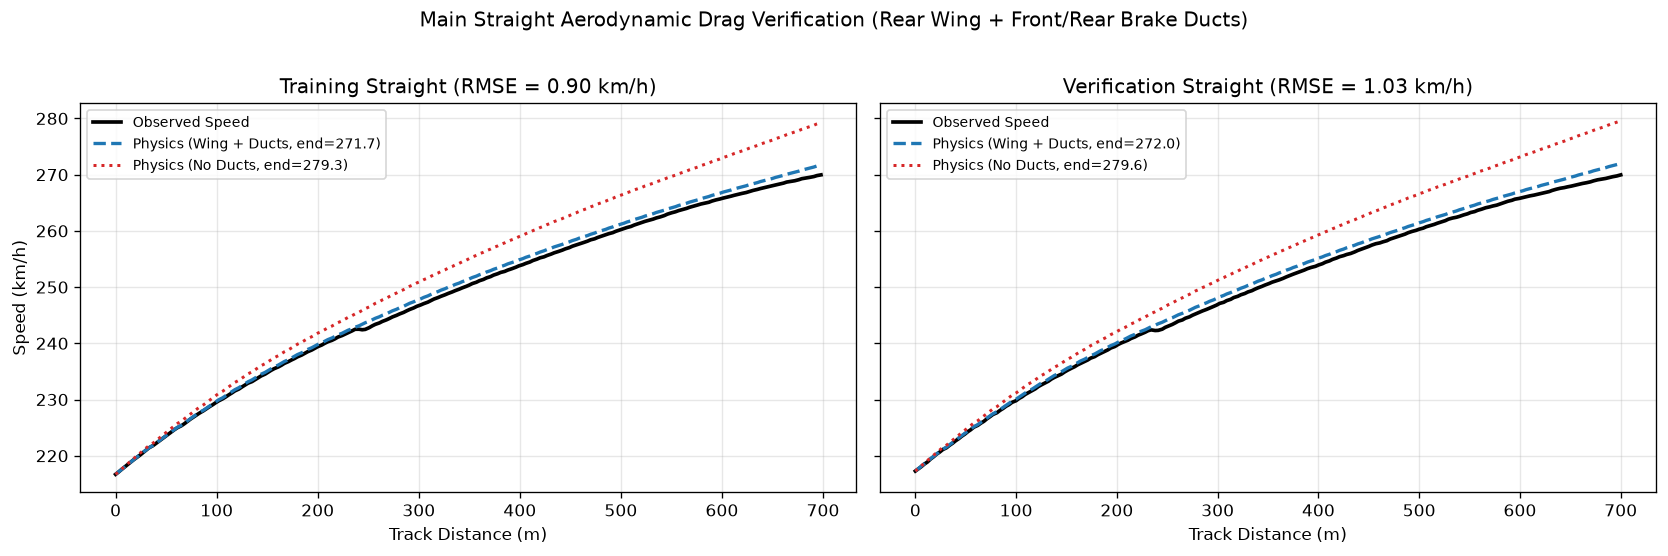 Main Straight Aerodynamic Drag Verification (Rear Wing + Front/Rear Brake Ducts)
Training Straight (RMSE = 0.90 km/h)
Observed Speed
Physics (Wing + Ducts, end=271.7)
Physics (No Ducts, end=279.3)
280
270
260
250
240
230
220
Speed (km/h)
0 100 200 300 400 500 600 700
Track Distance (m)
Verification Straight (RMSE = 1.03 km/h)
Observed Speed
Physics (Wing + Ducts, end=272.0)
Physics (No Ducts, end=279.6)
0 100 200 300 400 500 600 700
Track Distance (m)